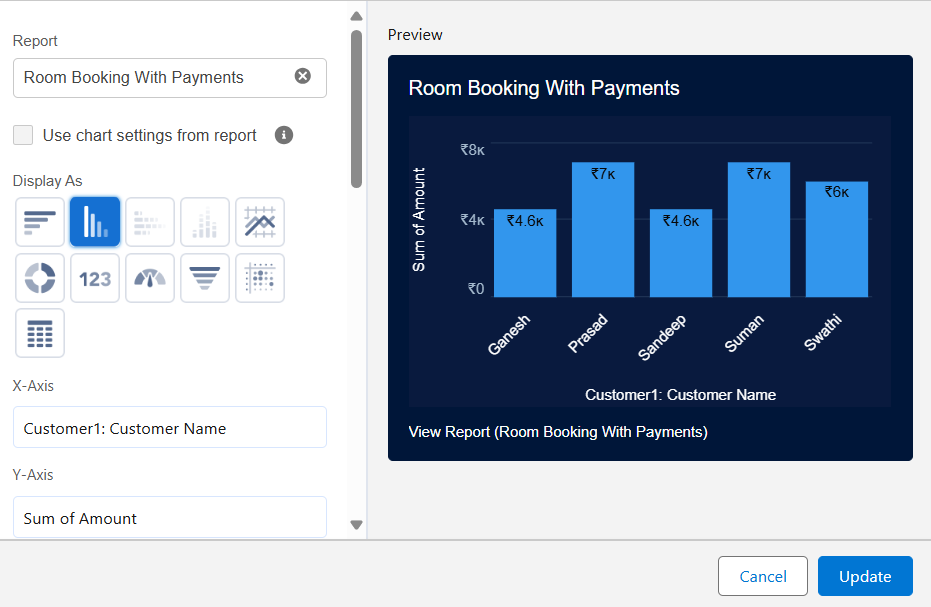 Report
Room Booking With Payments
Use chart settings from report
Display As
123
X-Axis
Customer1: Customer Name
Y-Axis
Sum of Amount
Preview
Room Booking With Payments
Sum of Amount
₹8K
₹4K
₹0
₹4.6K
₹7K
₹4.6K
₹7K
₹6K
Ganesh
Prasad
Sandeep
Suman
Swathi
Customer1: Customer Name
View Report (Room Booking With Payments)
Cancel
Update